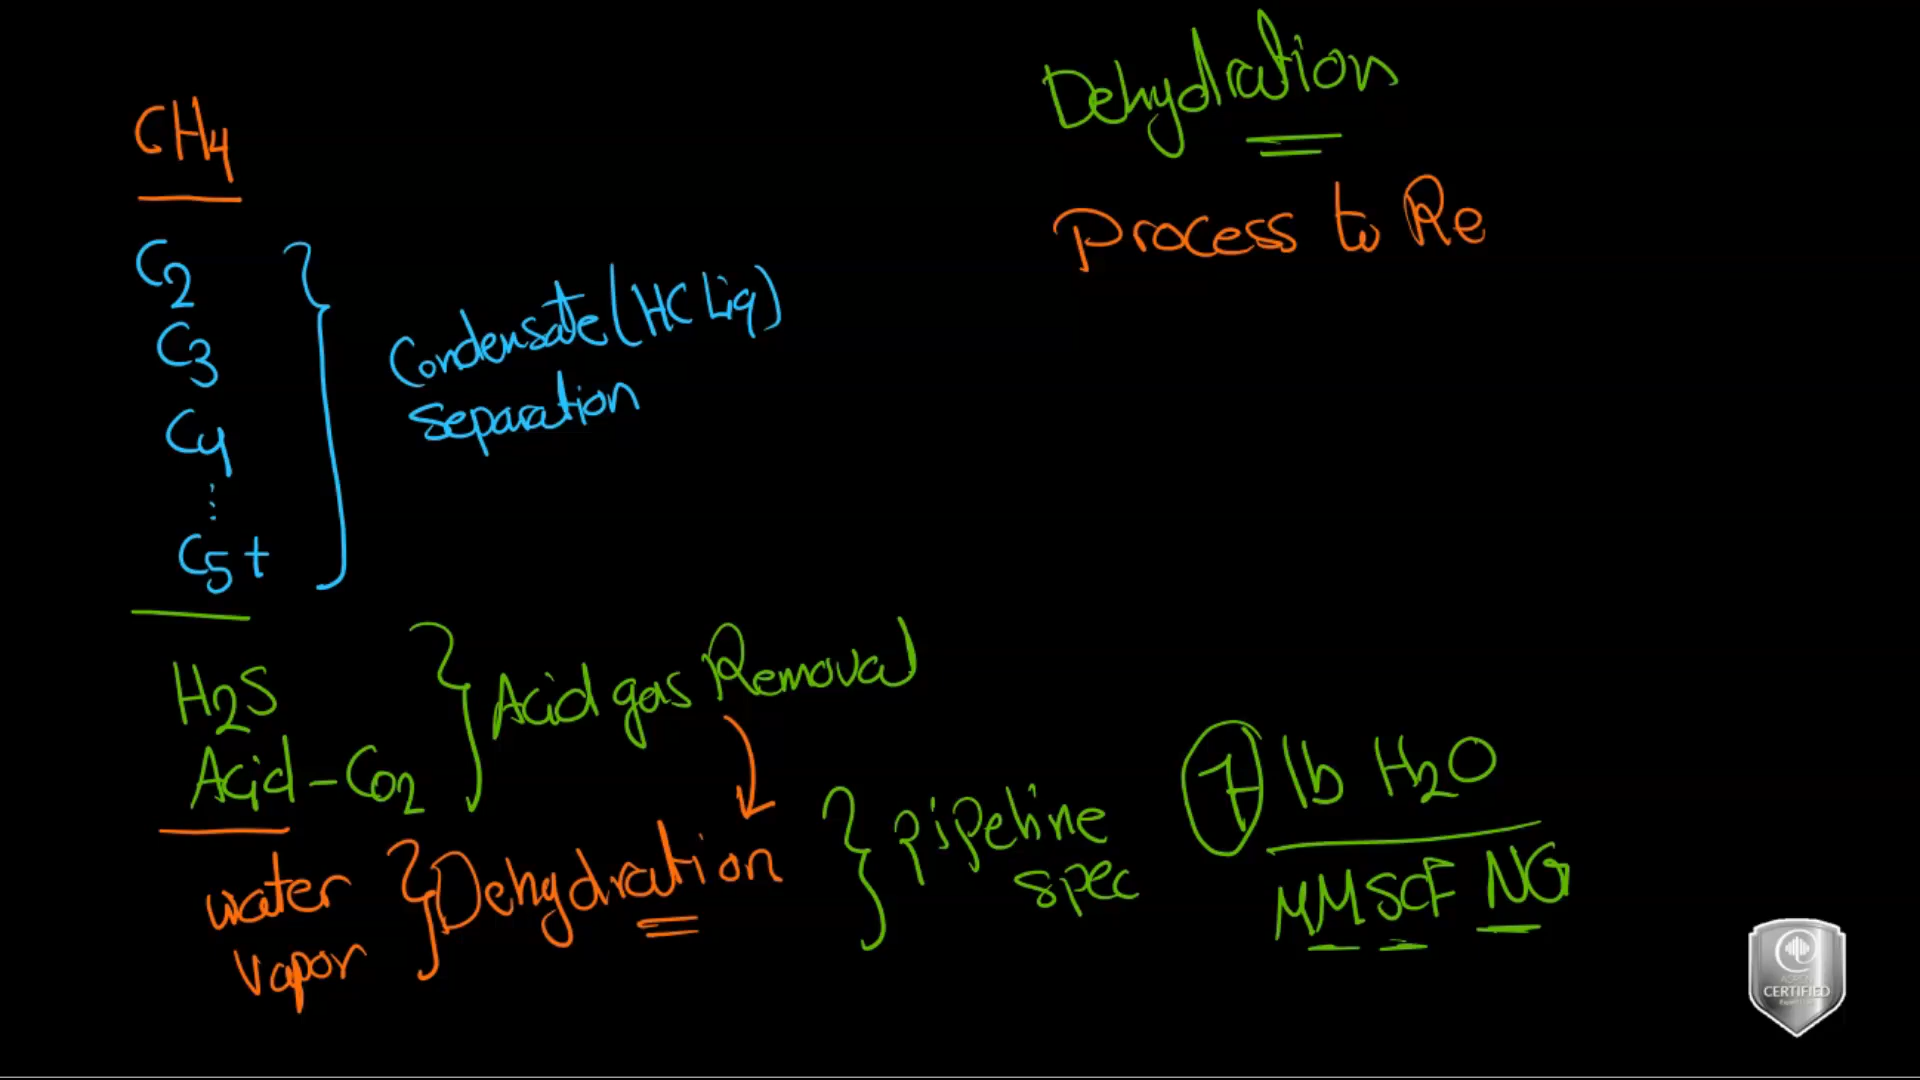 CH4
C2
C3
C4
⋮
C5+
Condensate (HC Liq)
separation
H2S
Acid - CO2
Acid gas Removal
water
vapor
Dehydration
Pipeline
spec
7 lb H2O
MMSCF NG
Dehydration
Process to Re
CERTIFIED